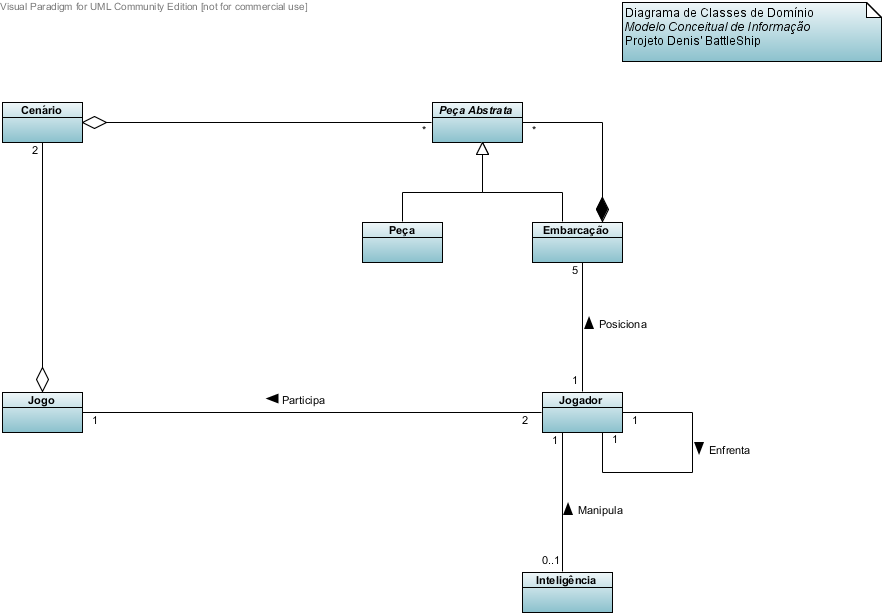 Visual Paradigm for UML Community Edition [not for commercial use]
Diagrama de Classes de Domínio
Modelo Conceitual de Informação
Projeto Denis' BattleShip
Cenário
Peça Abstrata
*
*
2
Peça
Embarcação
5
Posiciona
1
Jogo
Participa
Jogador
1
2
1
1
1
Enfrenta
Manipula
0..1
Inteligência